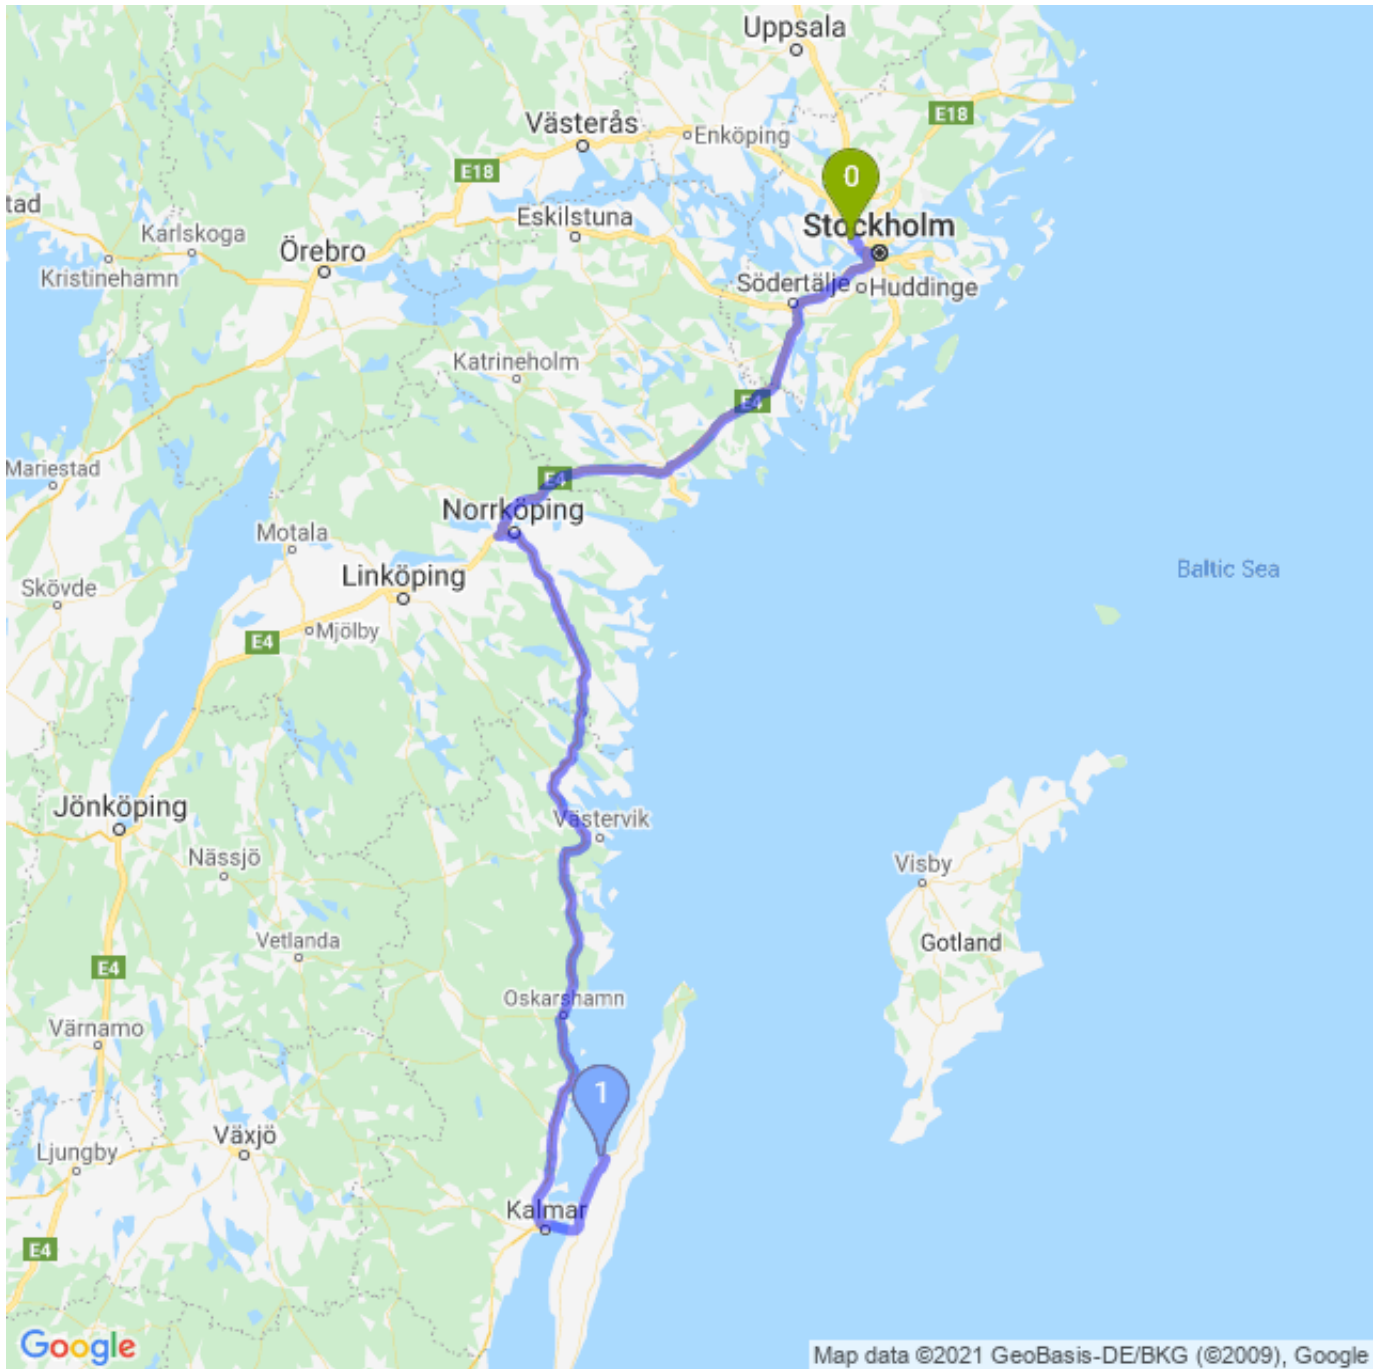 Uppsala
E18
Västerås
Enköping
E18
0
tad
Eskilstuna
Stockholm
Karlskoga
Örebro
Kristinehamn
Södertälje
Huddinge
Katrineholm
E4
Mariestad
E4
Norrköping
Motala
Baltic Sea
Linköping
Skövde
Mjölby
E4
Jönköping
Västervik
Nässjö
Visby
Vetlanda
Gotland
E4
Oskarshamn
Värnamo
1
Växjö
Ljungby
Kalmar
E4
Google
Map data ©2021 GeoBasis-DE/BKG (©2009), Google